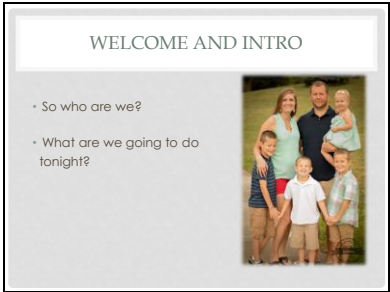 WELCOME AND INTRO
• So who are we?
• What are we going to do
tonight?